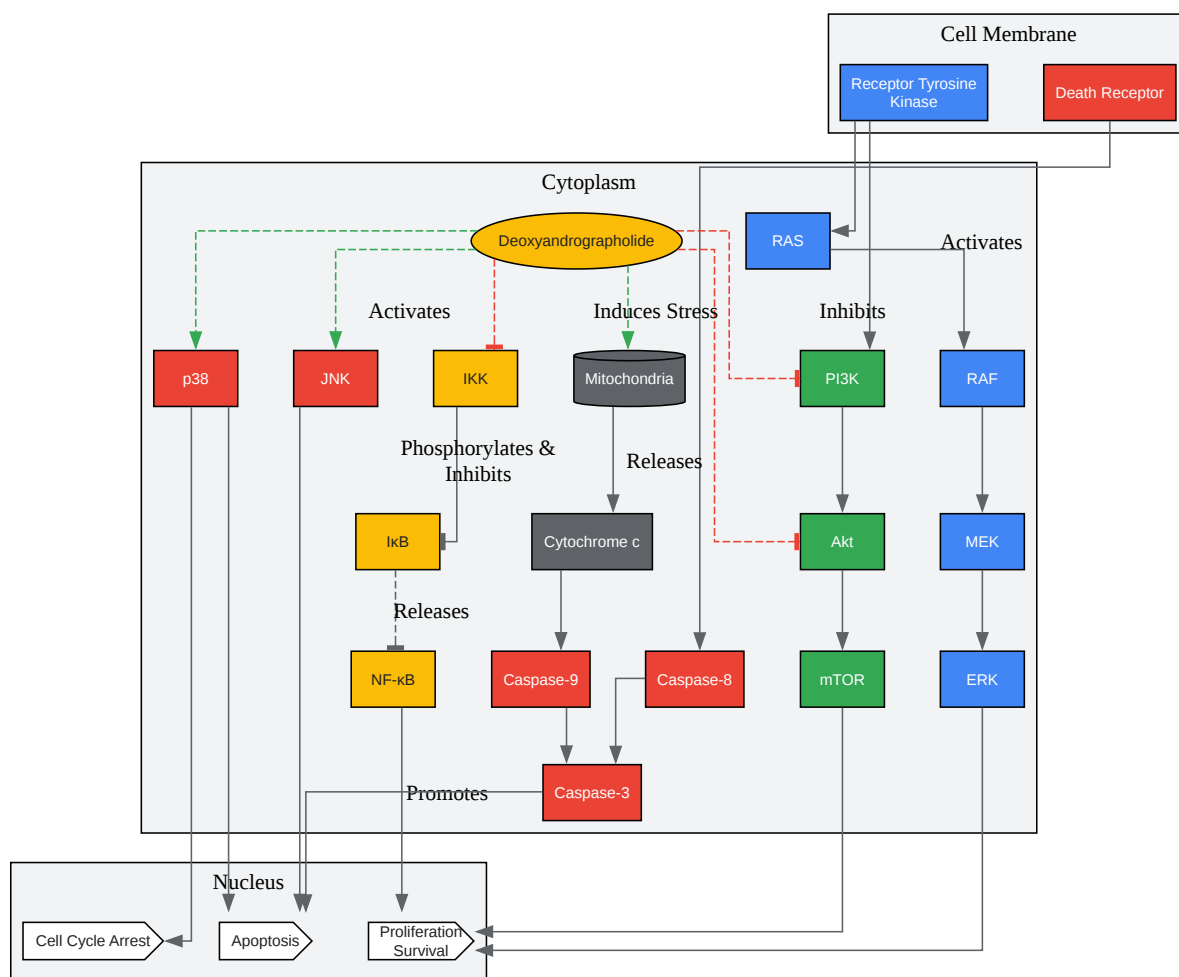 Cell Membrane
Receptor Tyrosine
Kinase
Death Receptor
Cytoplasm
Deoxyandrographolide
RAS
Activates
Activates
Induces Stress
Inhibits
p38
JNK
IKK
Mitochondria
PI3K
RAF
Phosphorylates &
Inhibits
Releases
IκB
Cytochrome c
Akt
MEK
Releases
NF-κB
Caspase-9
Caspase-8
mTOR
ERK
Promotes
Caspase-3
Nucleus
Cell Cycle Arrest
Apoptosis
Proliferation
Survival